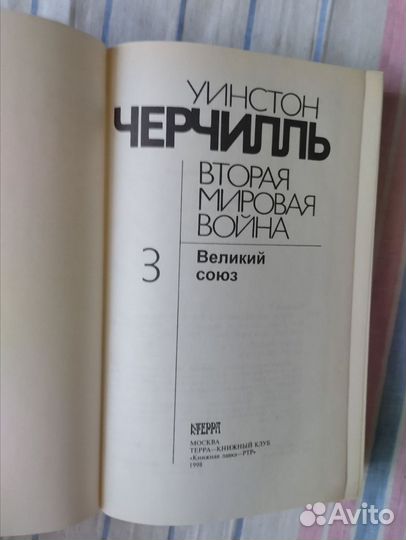 УИНСТОН
ЧЕРЧИЛЛЬ
ВТОРАЯ
МИРОВАЯ
ВОЙНА
3 Великий
союз
ТЕРРА
МОСКВА
ТЕРРА—КНИЖНЫЙ КЛУБ
«Книжная лавка—РТР»
1998
Avito